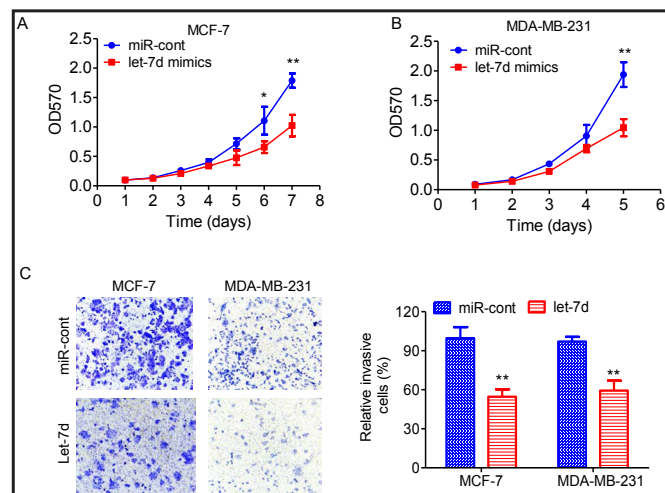 A
MCF-7
miR-cont
let-7d mimics
OD570
2.5
2.0
1.5
1.0
0.5
0.0
*
**
0 1 2 3 4 5 6 7 8
Time (days)
B
MDA-MB-231
miR-cont
let-7d mimics
OD570
2.5
2.0
1.5
1.0
0.5
0.0
**
0 1 2 3 4 5 6
Time (days)
C
MCF-7 MDA-MB-231
miR-cont
Let-7d
miR-cont let-7d
Relative invasive
cells (%)
120
90
60
30
0
** **
MCF-7 MDA-MB-231